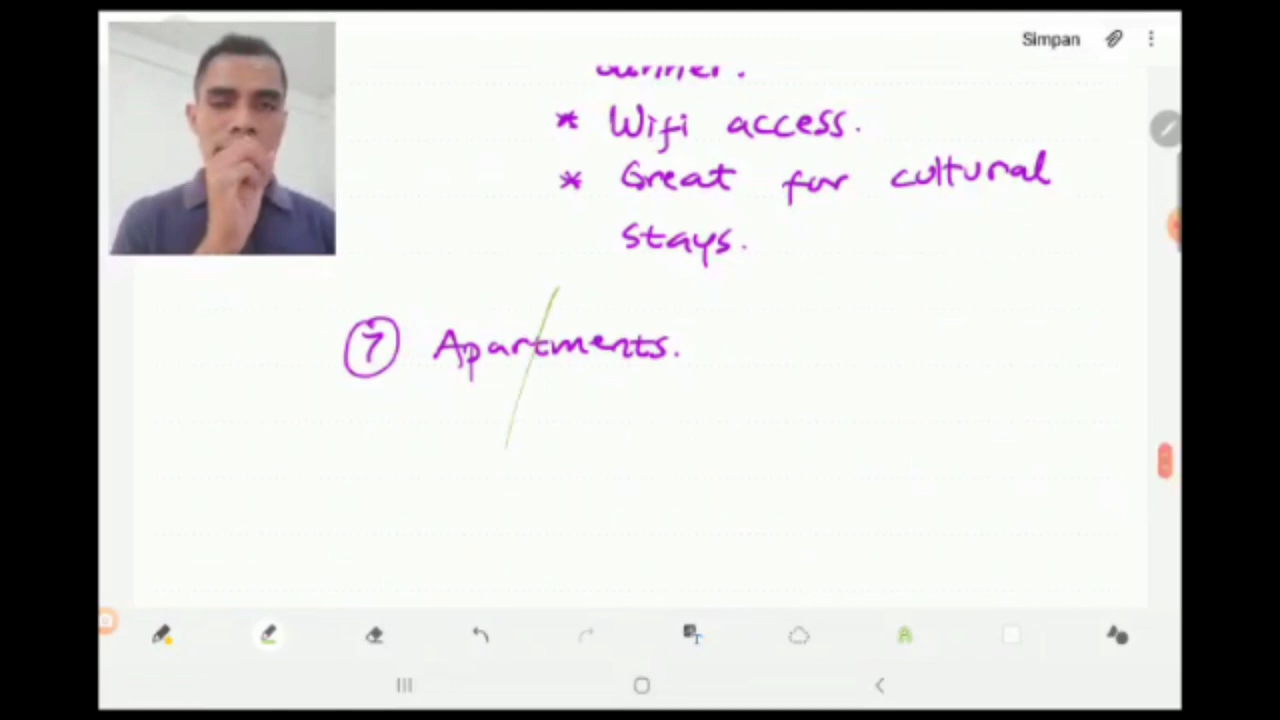 Simpan
* Wifi access.
* Great for cultural
stays.
7 Apartments.